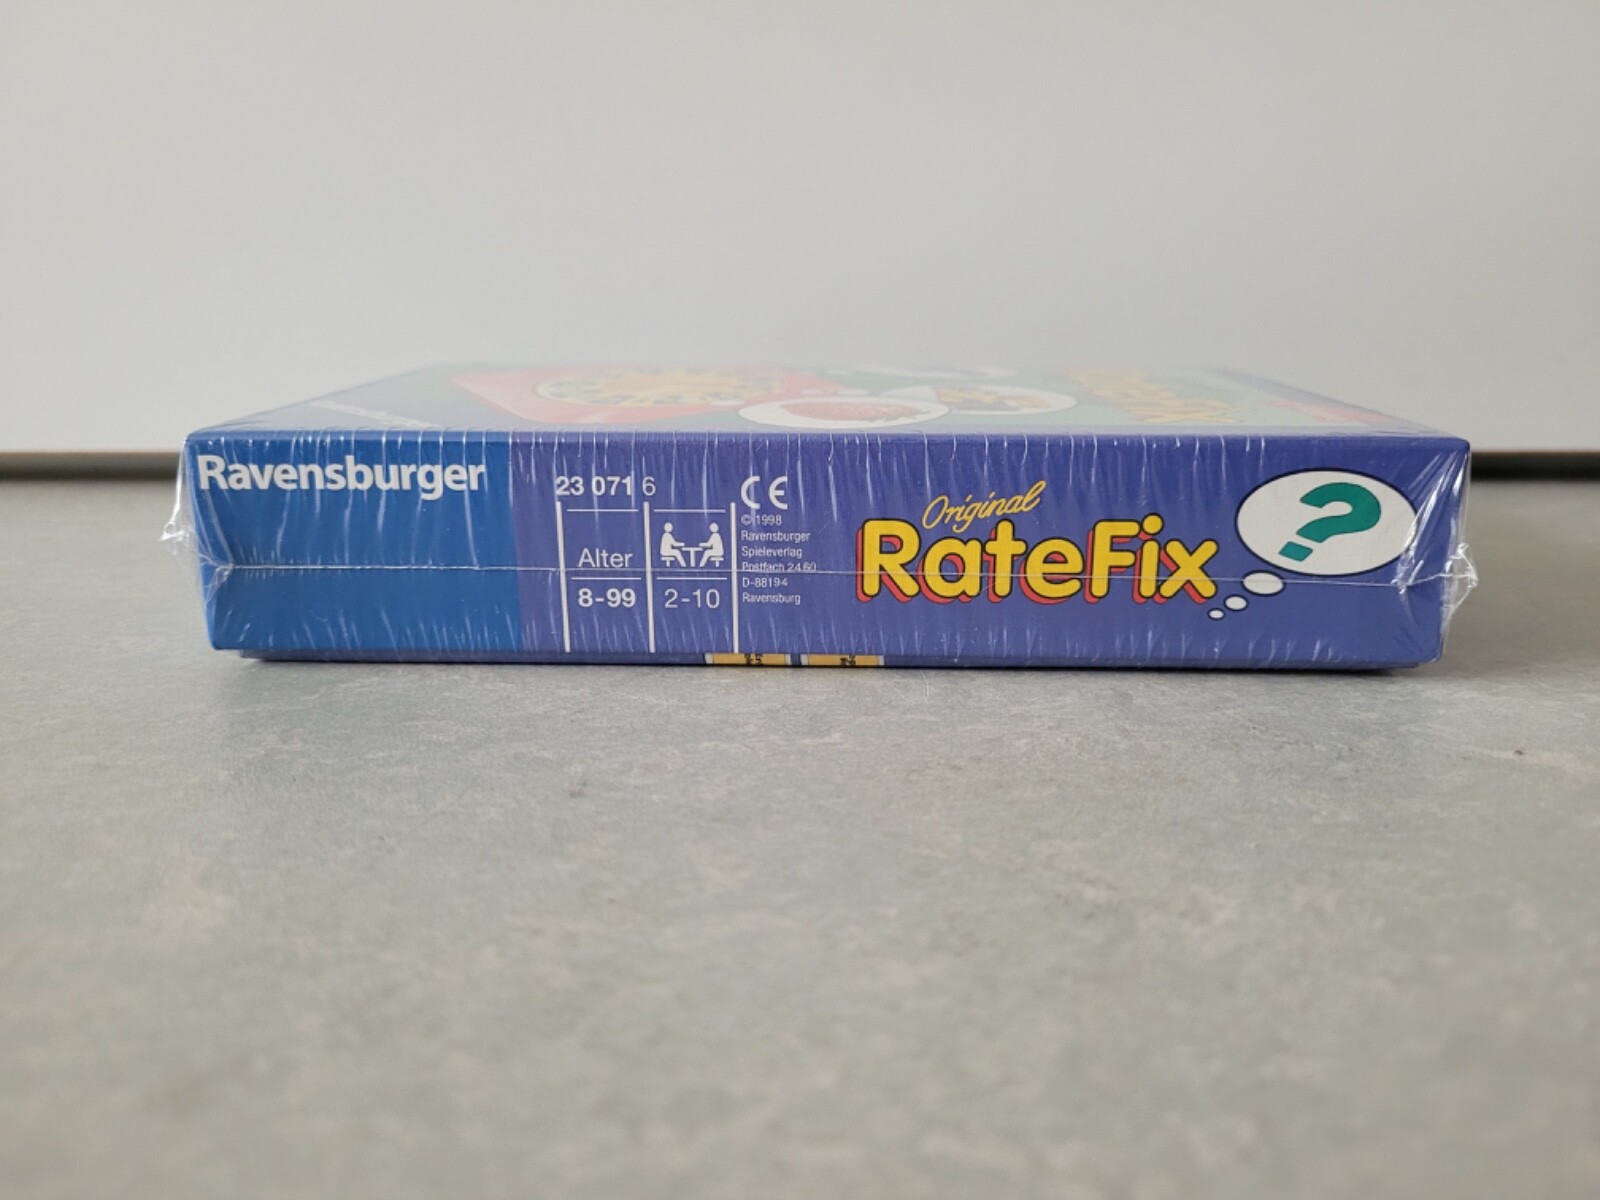 Ravensburger
23 071 6
Alter
8-99
2-10
CE
© 1998
Ravensburger
Spieleverlag
Postfach 24 60
D-88194
Ravensburg
Original
RateFix
?